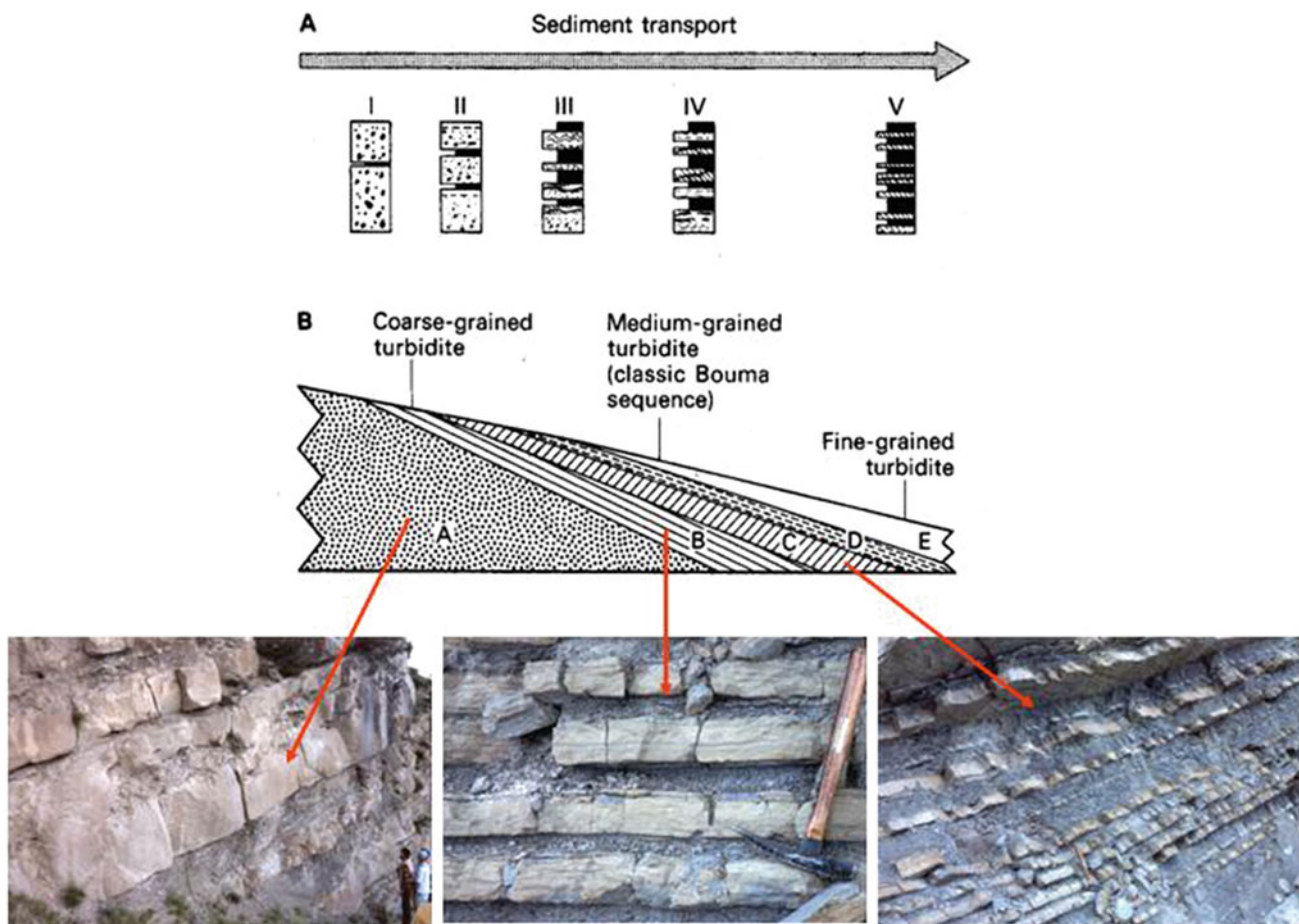 A
Sediment transport
I II III IV V
B
Coarse-grained
turbidite
Medium-grained
turbidite
(classic Bouma
sequence)
Fine-grained
turbidite
A B C D E